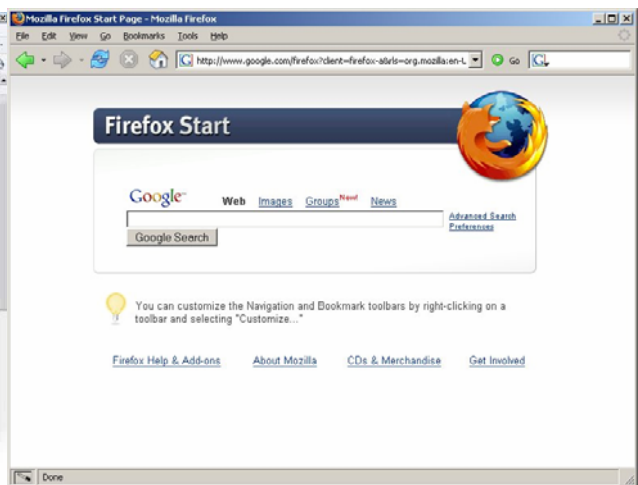 Mozilla Firefox Start Page - Mozilla Firefox
File Edit View Go Bookmarks Tools Help
http://www.google.com/firefox?client=firefox-a&rls=org.mozilla:en-U Go
Firefox Start
Google™ Web Images Groups New! News
Advanced Search
Preferences
Google Search
You can customize the Navigation and Bookmark toolbars by right-clicking on a
toolbar and selecting "Customize..."
Firefox Help & Add-ons About Mozilla CDs & Merchandise Get Involved
Done